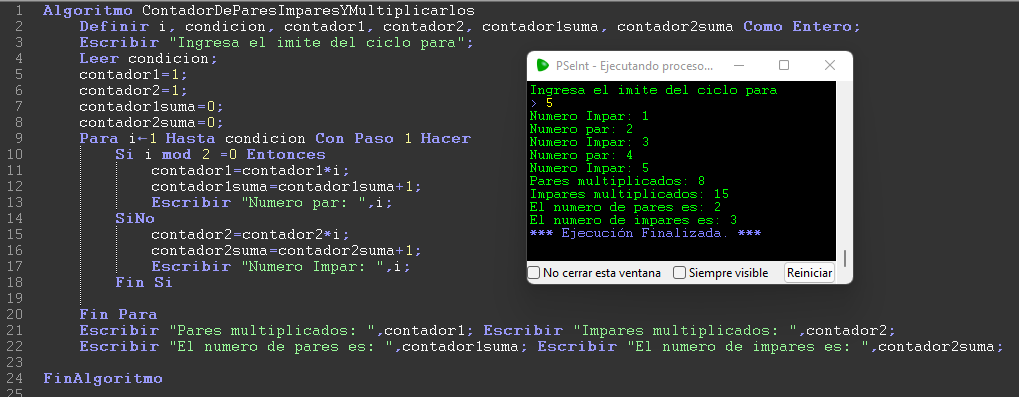 1 Algoritmo ContadorDeParesImparesYMultiplicarlos
2 Definir i, condicion, contador1, contador2, contador1suma, contador2suma Como Entero;
3 Escribir "Ingresa el imite del ciclo para";
4 Leer condicion;
5 contador1=1;
6 contador2=1;
7 contador1suma=0;
8 contador2suma=0;
9 Para i←1 Hasta condicion Con Paso 1 Hacer
10 Si i mod 2 =0 Entonces
11 contador1=contador1*i;
12 contador1suma=contador1suma+1;
13 Escribir "Numero par: ",i;
14 SiNo
15 contador2=contador2*i;
16 contador2suma=contador2suma+1;
17 Escribir "Numero Impar: ",i;
18 Fin Si
19
20 Fin Para
21 Escribir "Pares multiplicados: ",contador1; Escribir "Impares multiplicados: ",contador2;
22 Escribir "El numero de pares es: ",contador1suma; Escribir "El numero de impares es: ",contador2suma;
23
24 FinAlgoritmo
25
PSeInt - Ejecutando proceso...
Ingresa el imite del ciclo para
> 5
Numero Impar: 1
Numero par: 2
Numero Impar: 3
Numero par: 4
Numero Impar: 5
Pares multiplicados: 8
Impares multiplicados: 15
El numero de pares es: 2
El numero de impares es: 3
*** Ejecución Finalizada. ***
No cerrar esta ventana Siempre visible Reiniciar